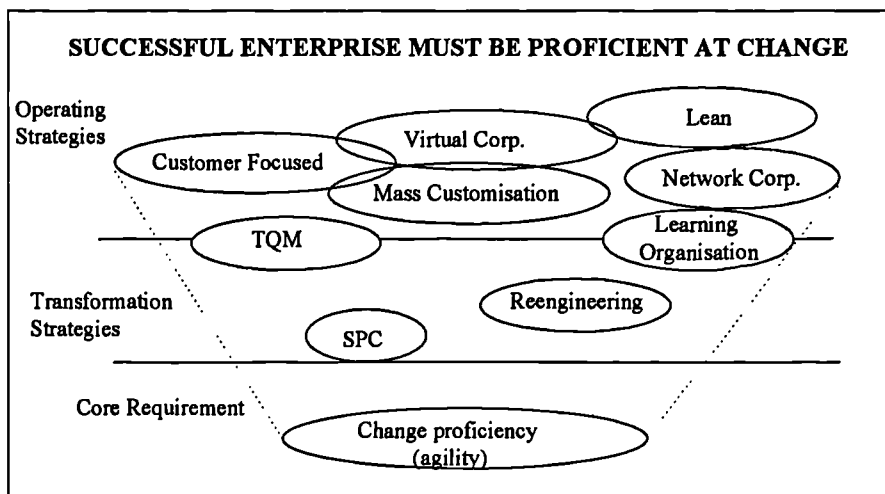 SUCCESSFUL ENTERPRISE MUST BE PROFICIENT AT CHANGE
Operating
Strategies
Lean
Virtual Corp.
Customer Focused
Mass Customisation
Network Corp.
TQM
Learning
Organisation
Transformation
Strategies
Reengineering
SPC
Core Requirement
Change proficiency
(agility)